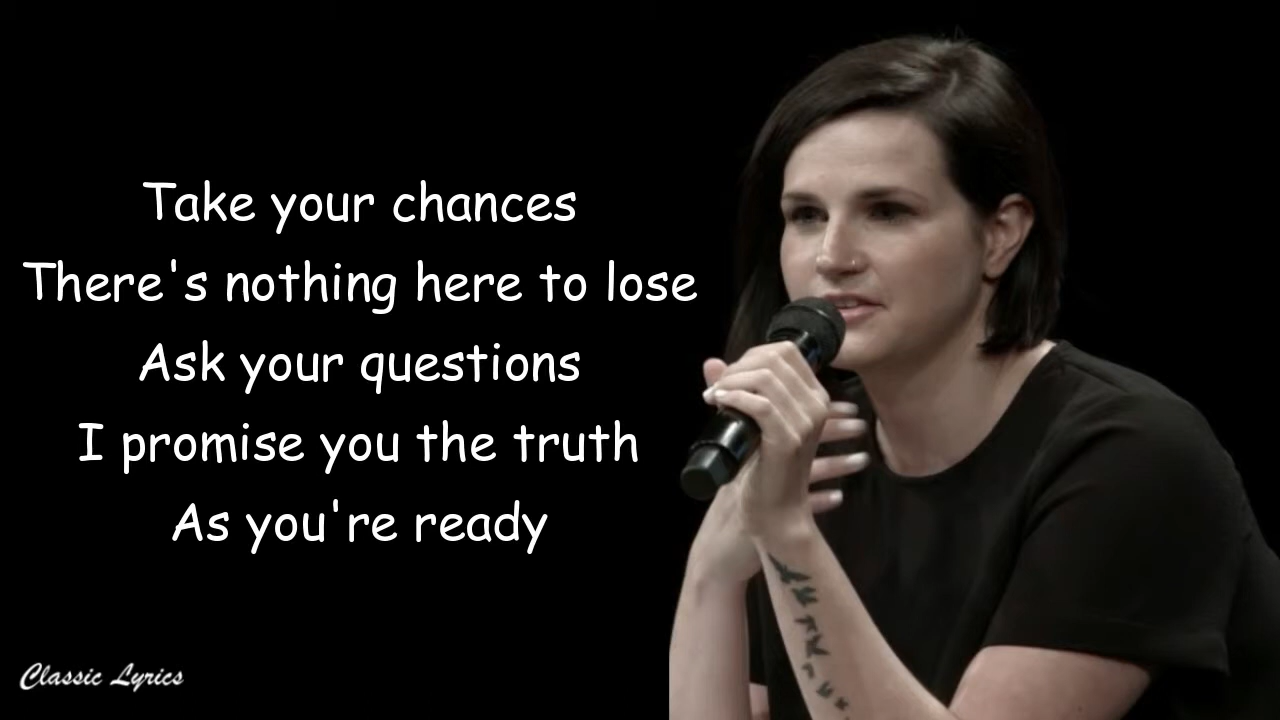 Take your chances
There's nothing here to lose
Ask your questions
I promise you the truth
As you're ready
Classic Lyrics